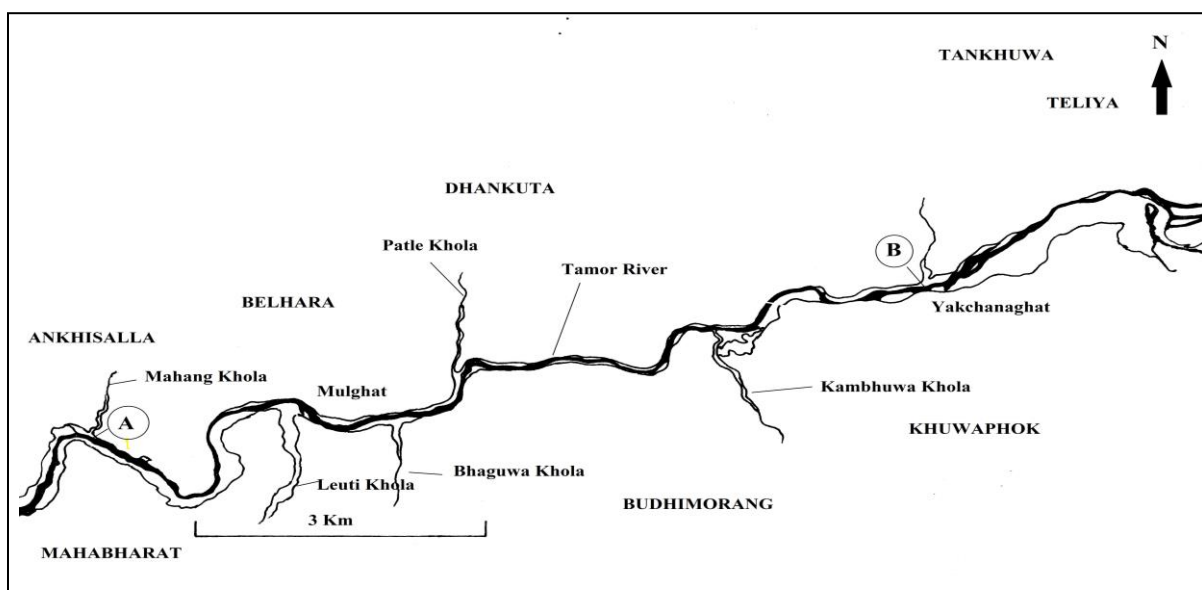 TANKHUWA
N
TELIYA
DHANKUTA
Patle Khola
Tamor River
B
BELHARA
Yakchanaghat
ANKHISALLA
Mahang Khola
Mulghat
Kambhuwa Khola
A
KHUWAPHOK
Bhaguwa Khola
Leuti Khola
BUDHIMORANG
3 Km
MAHABHARAT